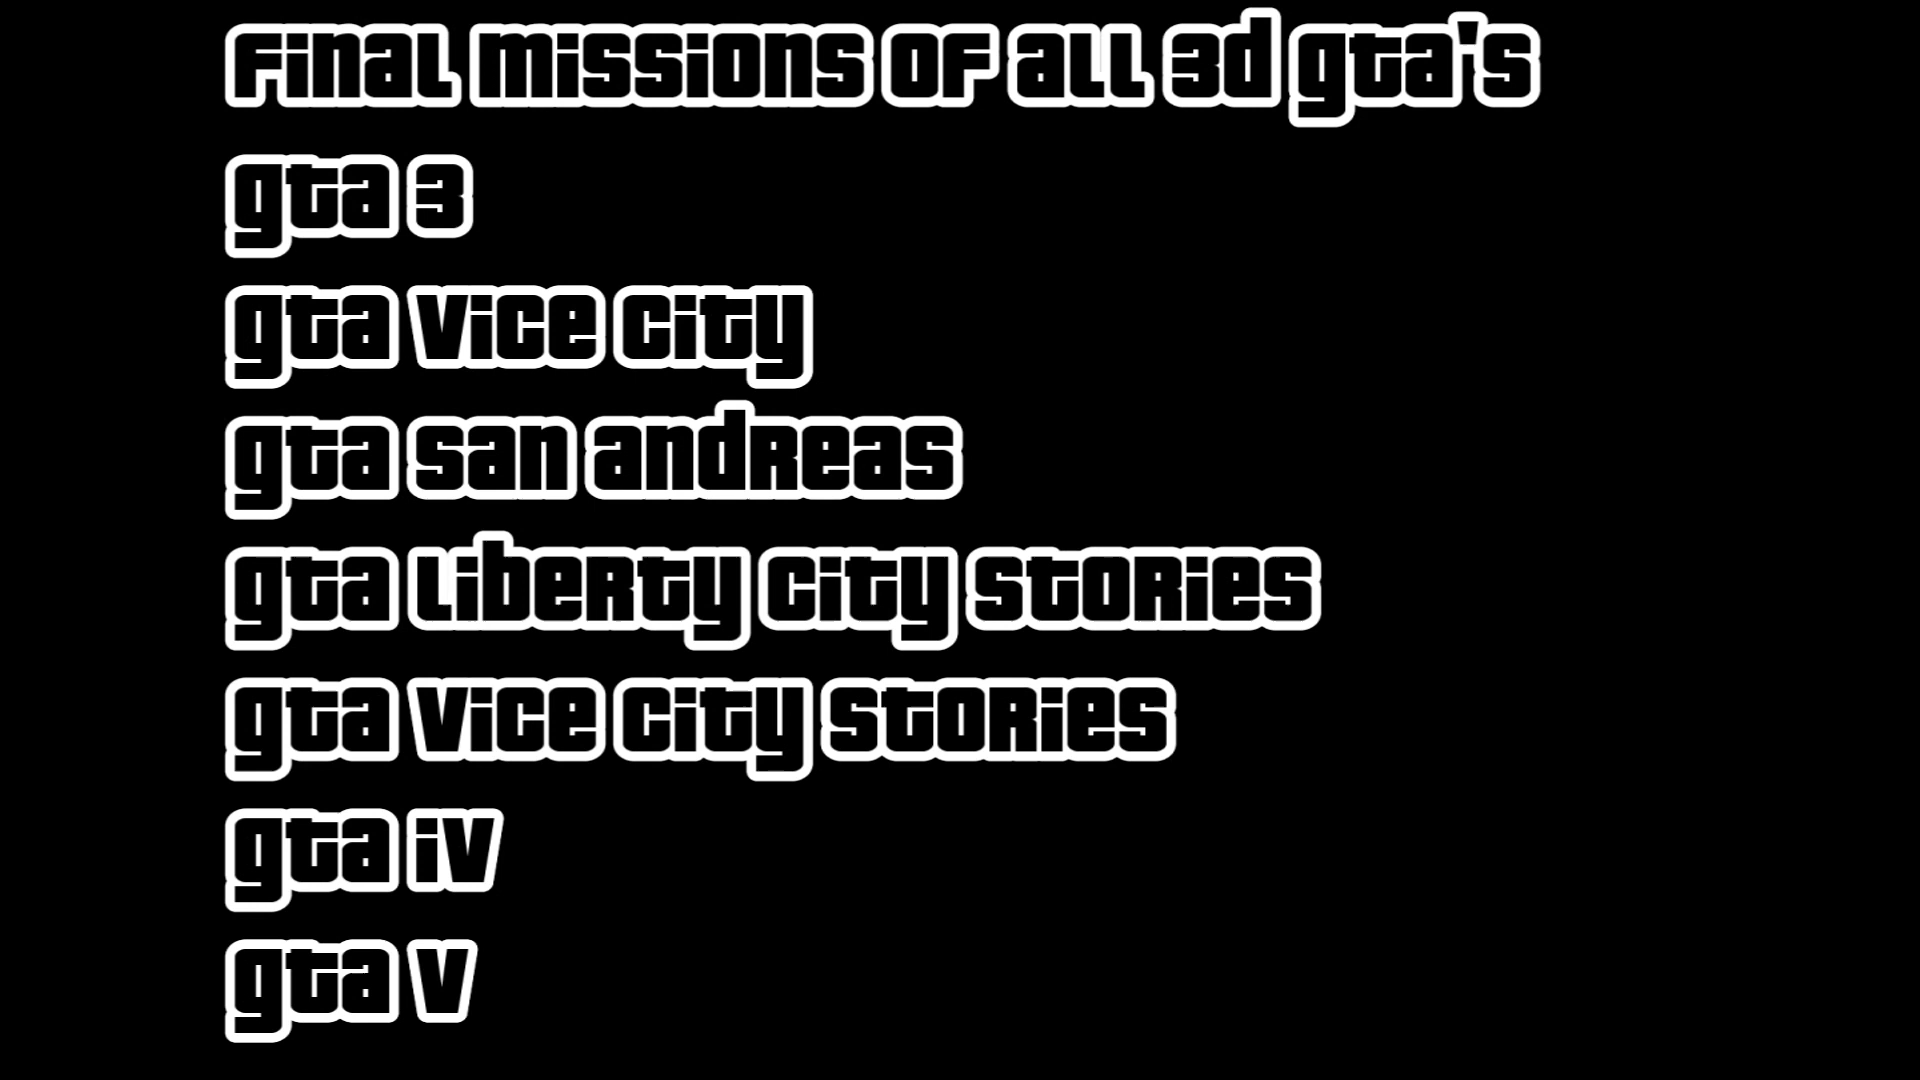 Final missions of all 3d gta's
gta 3
gta Vice City
gta San Andreas
gta Liberty City Stories
gta Vice City Stories
gta iV
gta V